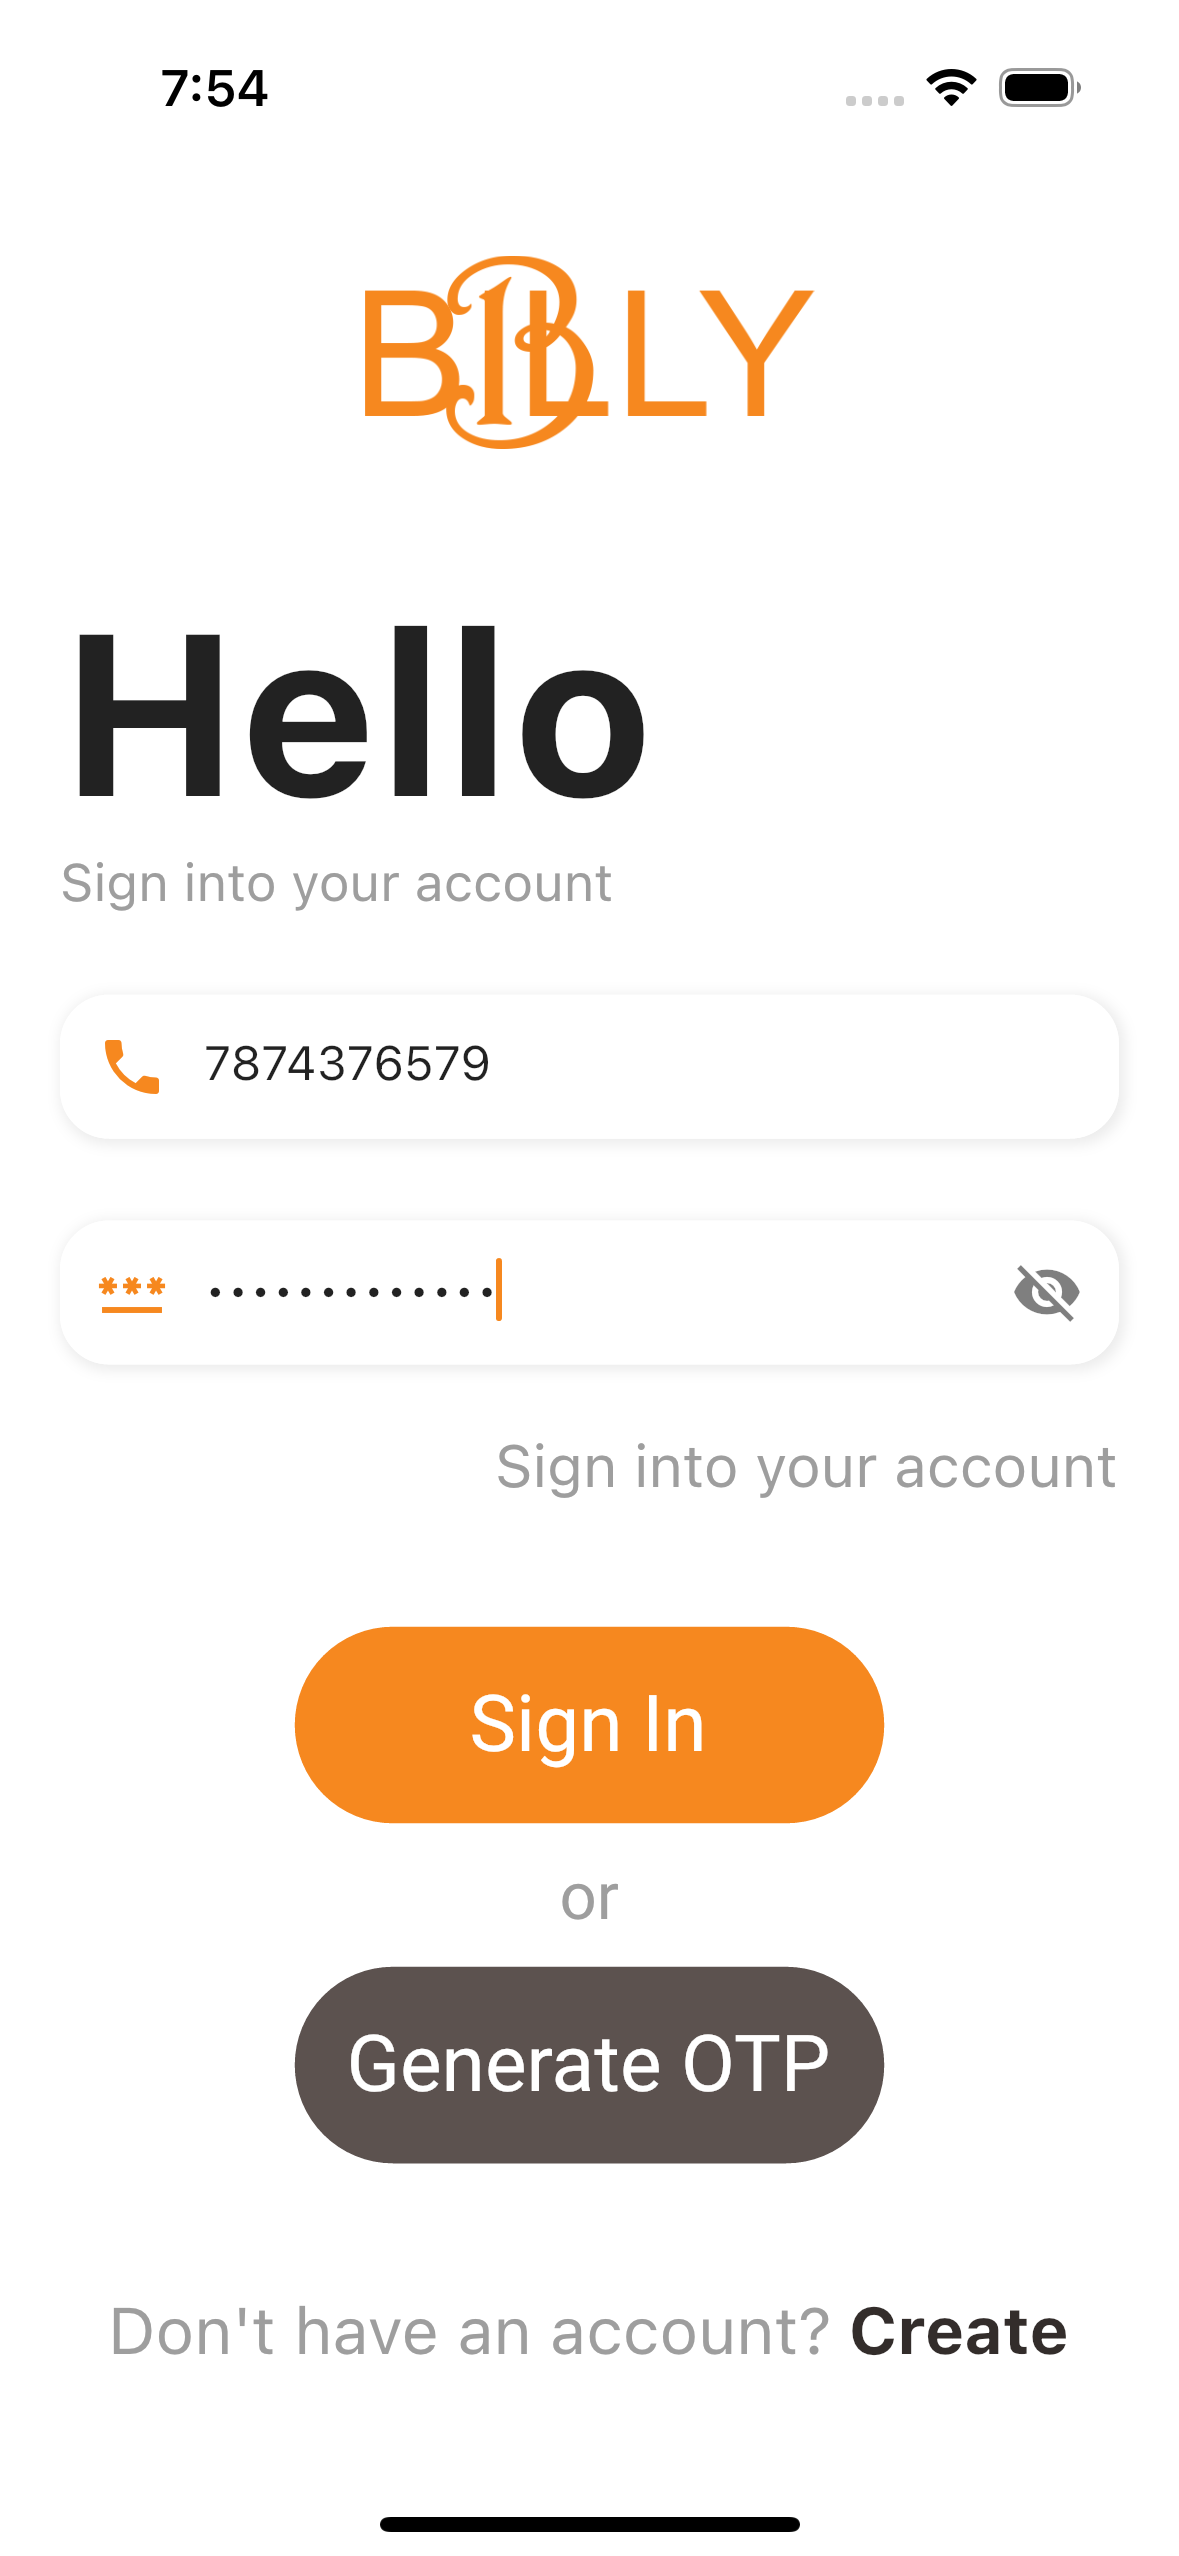 7:54
BILLY
Hello
Sign into your account
7874376579
••••••••••••• 
Sign into your account
Sign In
or
Generate OTP
Don't have an account? Create